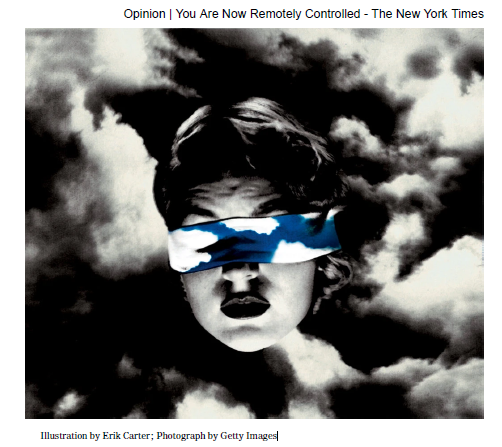 Opinion | You Are Now Remotely Controlled - The New York Times
Illustration by Erik Carter; Photograph by Getty Images